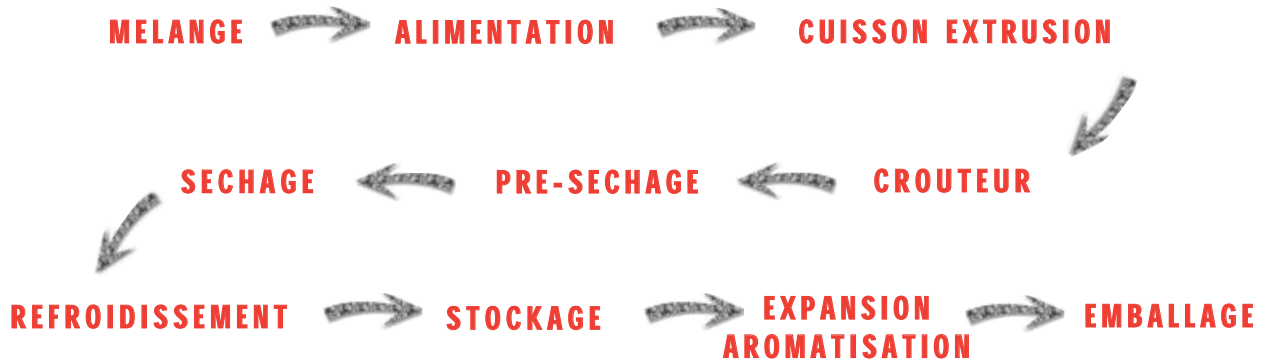 MELANGE ALIMENTATION CUISSON EXTRUSION
CROUTEUR
PRE-SECHAGE
SECHAGE
REFROIDISSEMENT STOCKAGE EXPANSION
AROMATISATION
EMBALLAGE